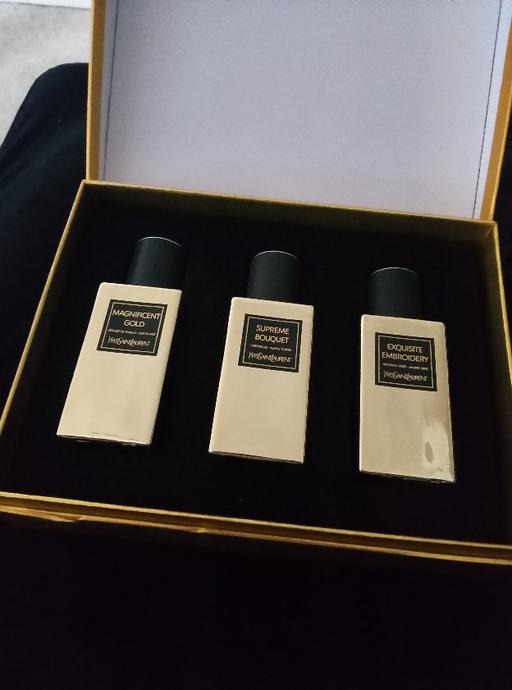 MAGNIFICENT
GOLD
YVESSAINTLAURENT
SUPREME
BOUQUET
YVESSAINTLAURENT
EXQUISITE
EMBROIDERY
YVESSAINTLAURENT